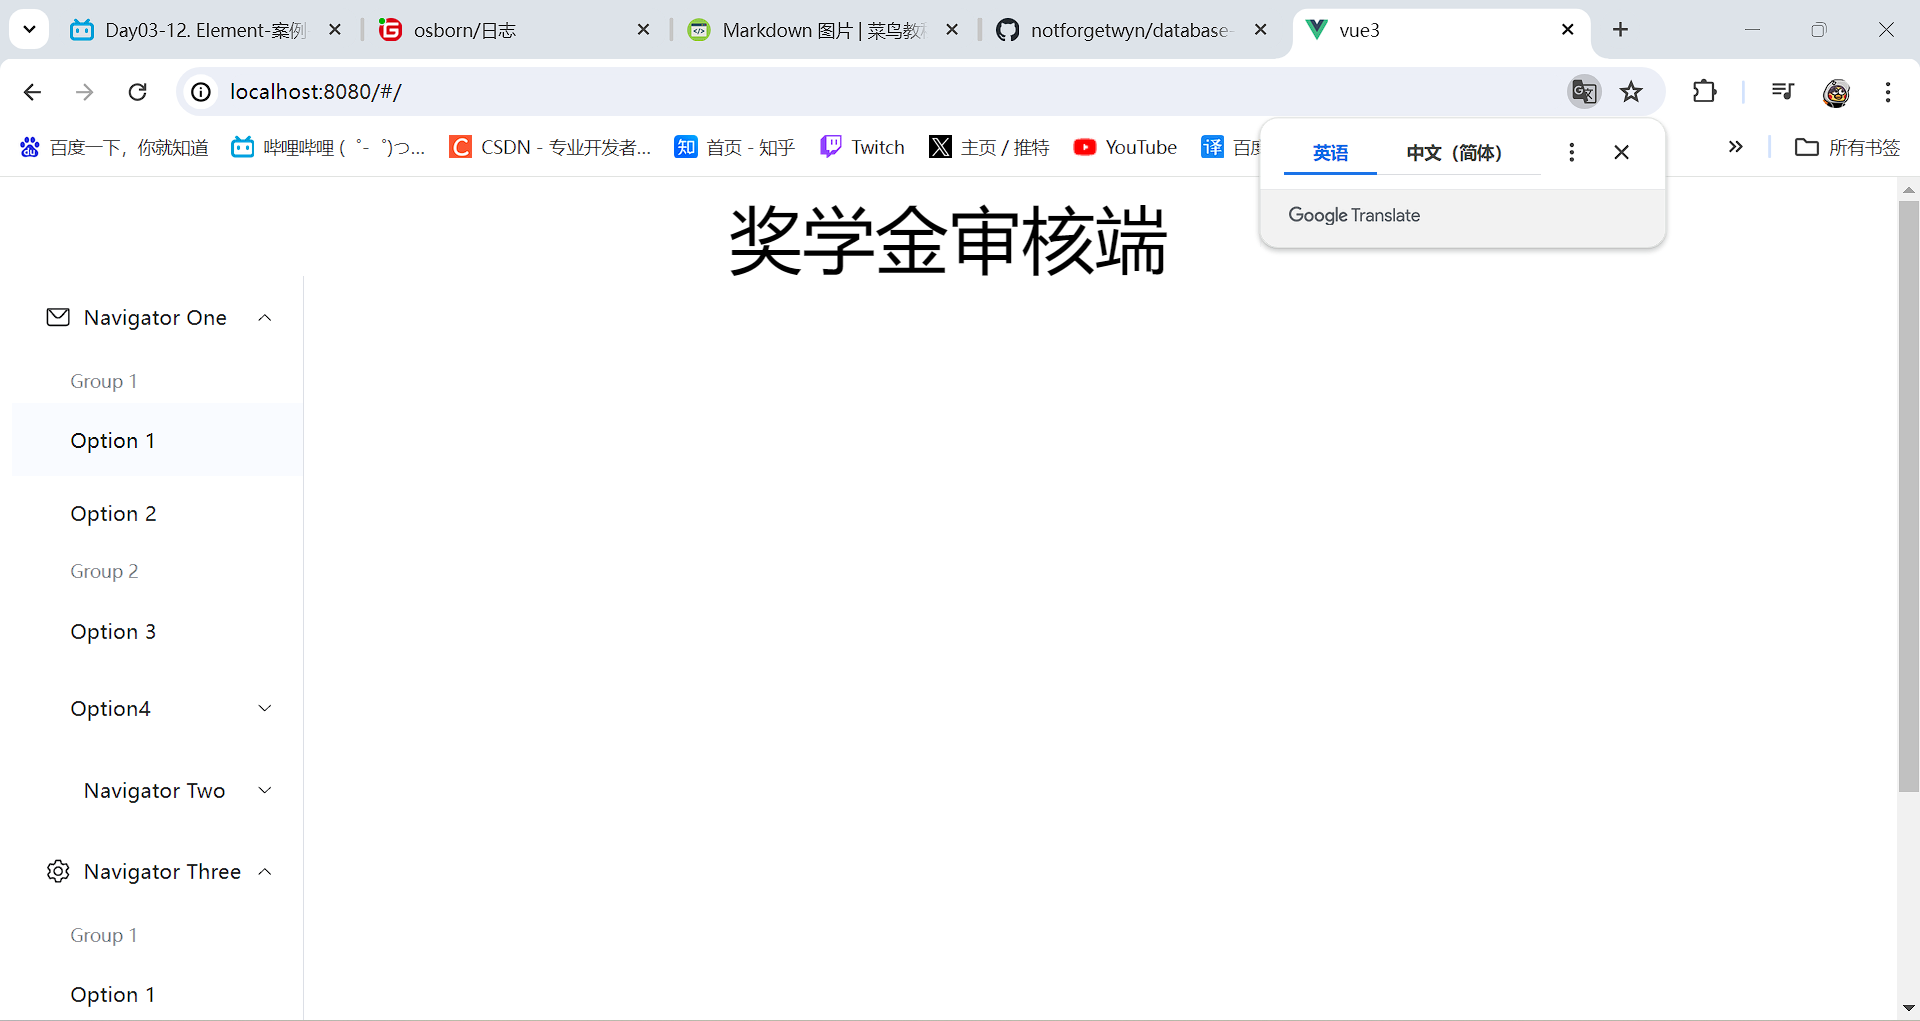 Day03-12. Element-案例
osborn/日志
Markdown 图片 | 菜鸟教程
notforgetwyn/database-
vue3
localhost:8080/#/
百度一下，你就知道
哔哩哔哩 (゜-゜)つ...
CSDN - 专业开发者...
首页 - 知乎
Twitch
主页 / 推特
YouTube
百度
所有书签
英语
中文（简体）
Google Translate
奖学金审核端
Navigator One
Group 1
Option 1
Option 2
Group 2
Option 3
Option4
Navigator Two
Navigator Three
Group 1
Option 1